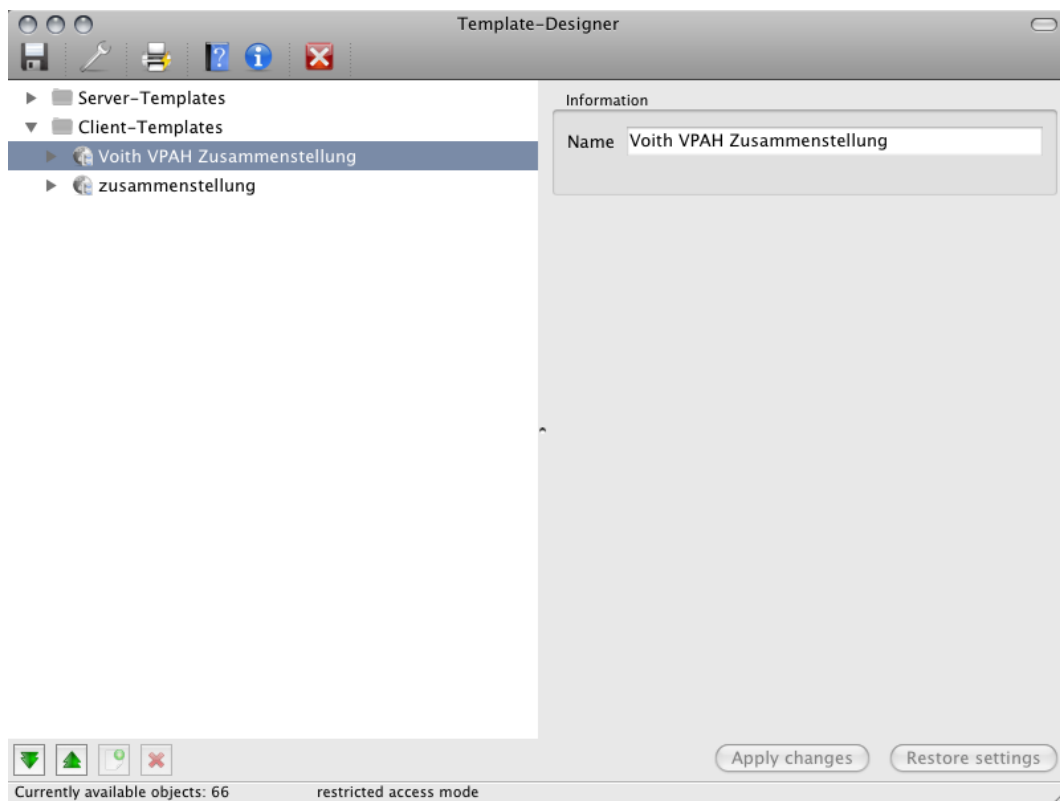 Template-Designer
Server-Templates
Client-Templates
Voith VPAH Zusammenstellung
zusammenstellung
Information
Name Voith VPAH Zusammenstellung
Apply changes Restore settings
Currently available objects: 66 restricted access mode